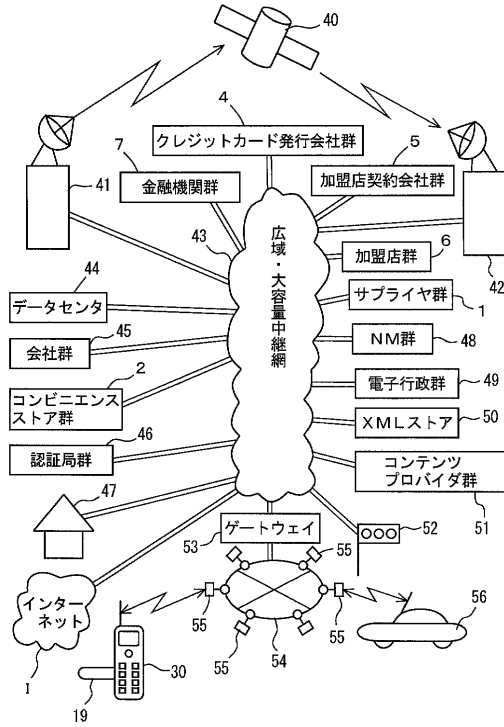 40
4
クレジットカード発行会社群
7
金融機関群
5
加盟店契約会社群
41
43
広域・大容量中継網
6
加盟店群
42
44
データセンタ
サプライヤ群
1
45
会社群
NM群
48
2
コンビニエンス
ストア群
電子行政群
49
46
認証局群
XMLストア
50
コンテンツ
プロバイダ群
51
47
53
ゲートウェイ
52
55
インター
ネット
I
55
55
54
55
56
19
30